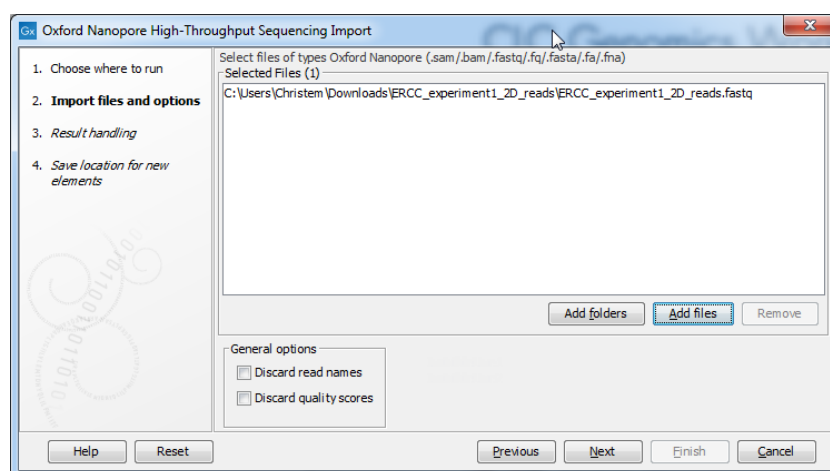 Gx Oxford Nanopore High-Throughput Sequencing Import
1. Choose where to run
2. Import files and options
3. Result handling
4. Save location for new
elements
Select files of types Oxford Nanopore (.sam/.bam/.fastq/.fq/.fasta/.fa/.fna)
Selected Files (1)
C:\Users\Christem\Downloads\ERCC_experiment1_2D_reads\ERCC_experiment1_2D_reads.fastq
Add folders Add files Remove
General options
Discard read names
Discard quality scores
Help Reset Previous Next Finish Cancel